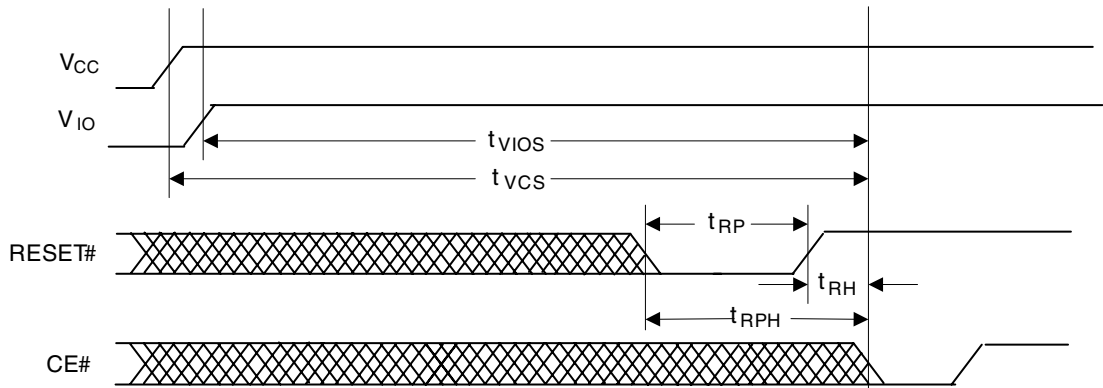 VCC
VIO
tVIOS
tVCS
tRP
RESET#
tRH
tRPH
CE#